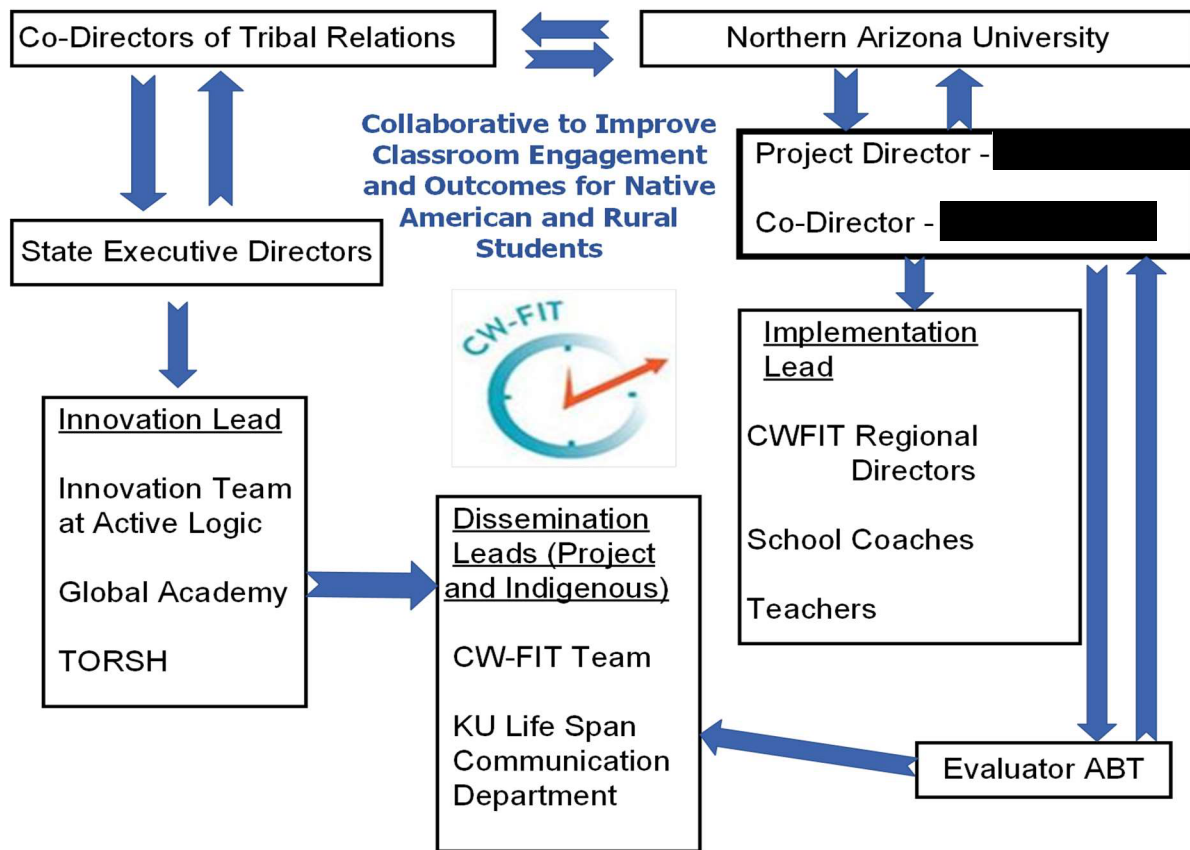 Co-Directors of Tribal Relations
Northern Arizona University
Collaborative to Improve
Classroom Engagement
and Outcomes for Native
American and Rural
Students
Project Director -
Co-Director -
State Executive Directors
CW-FIT
Implementation
Lead
CWFIT Regional
Directors
School Coaches
Teachers
Innovation Lead
Innovation Team
at Active Logic
Global Academy
TORSH
Dissemination
Leads (Project
and Indigenous)
CW-FIT Team
KU Life Span
Communication
Department
Evaluator ABT